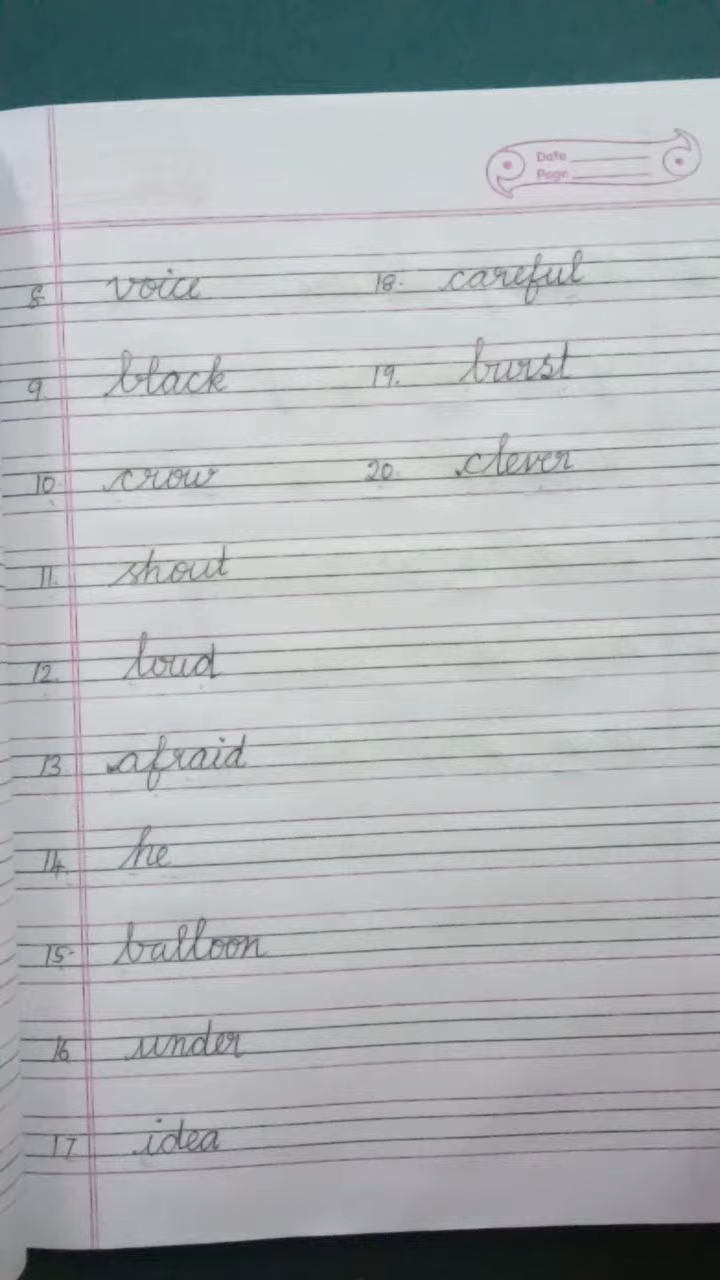 Date
Page
8. voice
9. black
10. crow
11. shout
12. loud
13. afraid
14. he
15. balloon
16. under
17. idea
18. careful
19. burst
20. clever